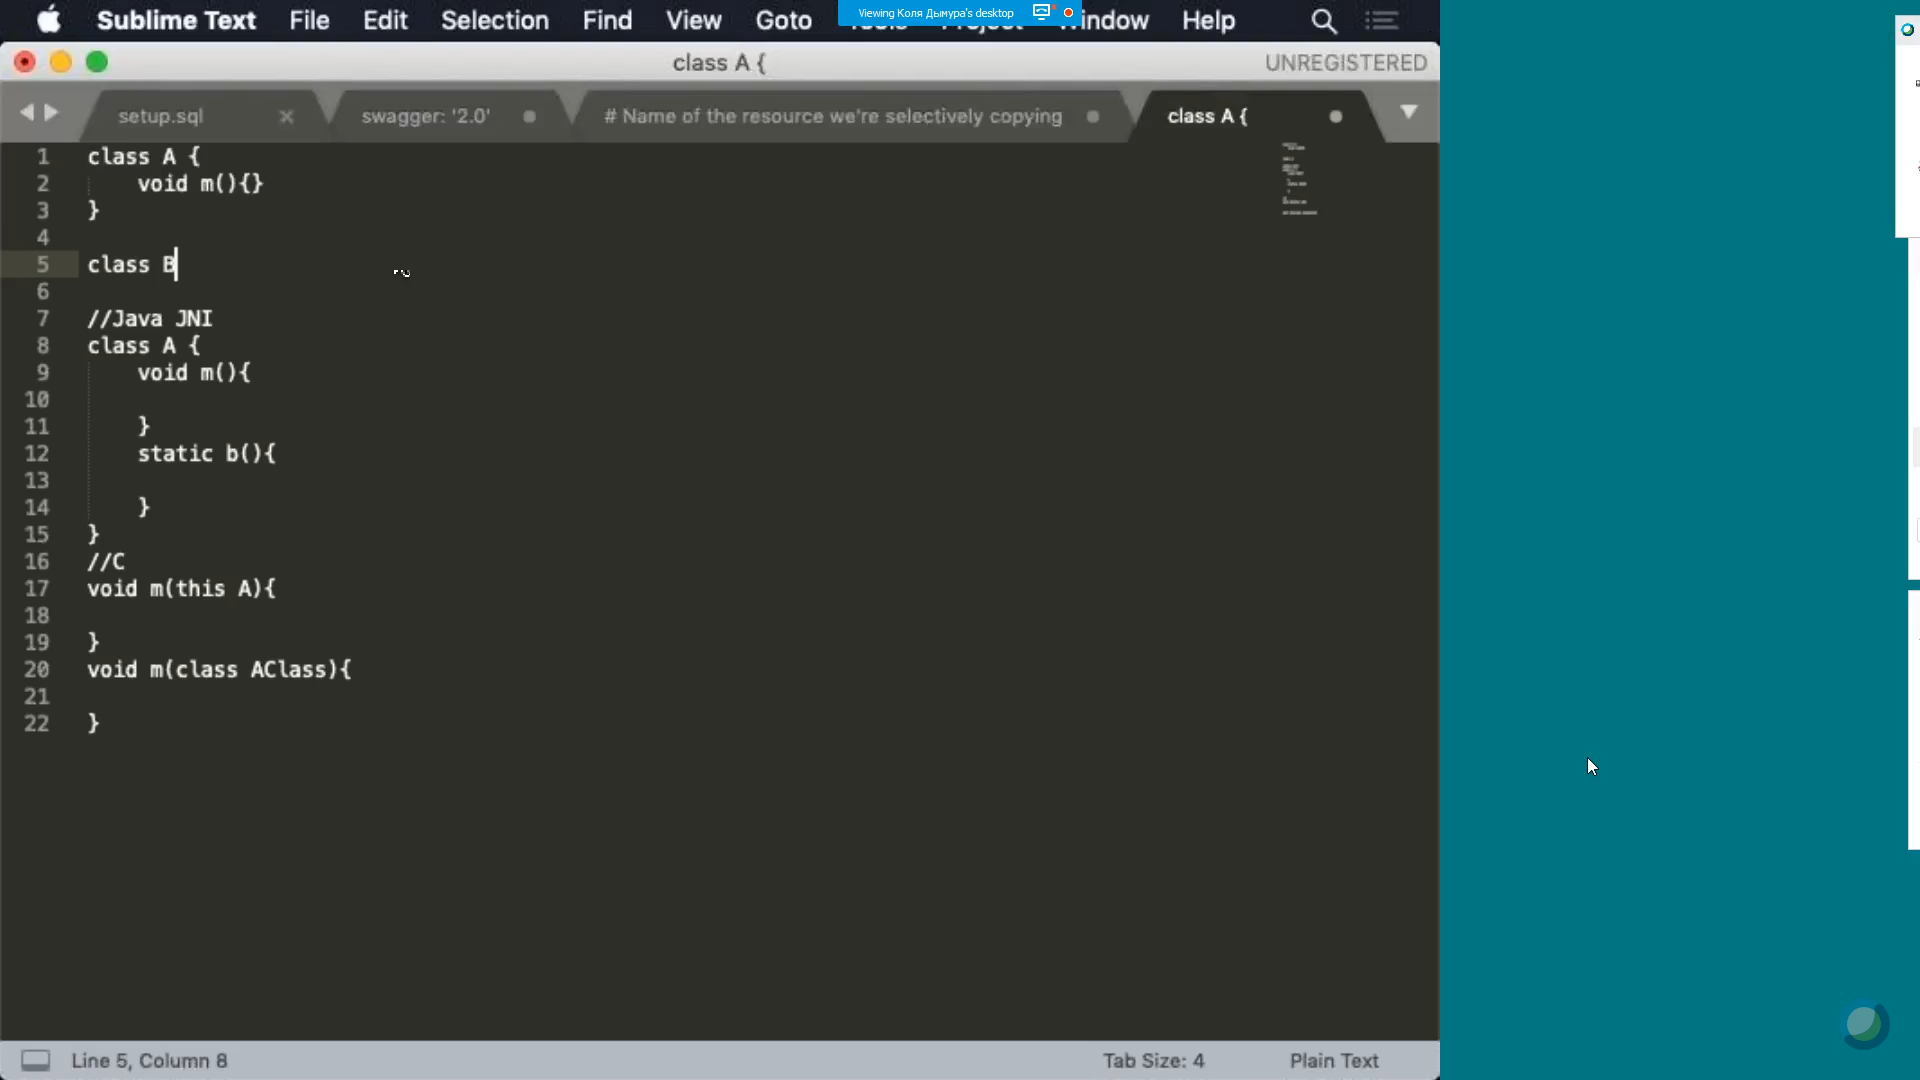 Sublime Text File Edit Selection Find View Goto Window Help
Viewing Коля Дымура's desktop
class A {
UNREGISTERED
setup.sql
swagger: '2.0'
# Name of the resource we're selectively copying
class A {
1 class A {
2 void m(){}
3 }
4
5 class B
6
7 //Java JNI
8 class A {
9 void m(){
10
11 }
12 static b(){
13
14 }
15 }
16 //C
17 void m(this A){
18
19 }
20 void m(class AClass){
21
22 }
Line 5, Column 8
Tab Size: 4
Plain Text